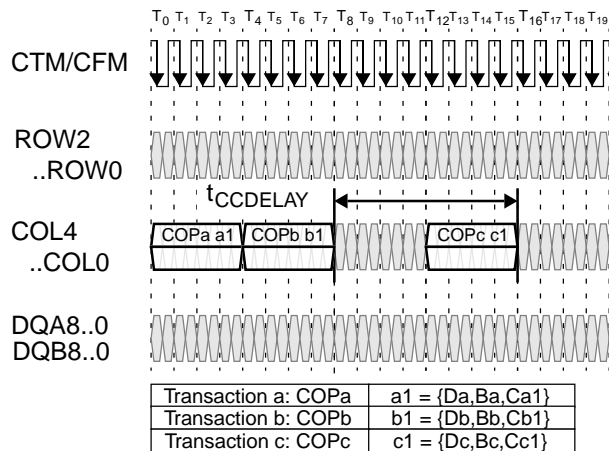 T0 T1 T2 T3 T4 T5 T6 T7 T8 T9 T10 T11 T12 T13 T14 T15 T16 T17 T18 T19
CTM/CFM
ROW2
..ROW0
tCCDELAY
COL4
..COL0
COPa a1 COPb b1 COPc c1
DQA8..0
DQB8..0
Transaction a: COPa a1 = {Da,Ba,Ca1}
Transaction b: COPb b1 = {Db,Bb,Cb1}
Transaction c: COPc c1 = {Dc,Bc,Cc1}